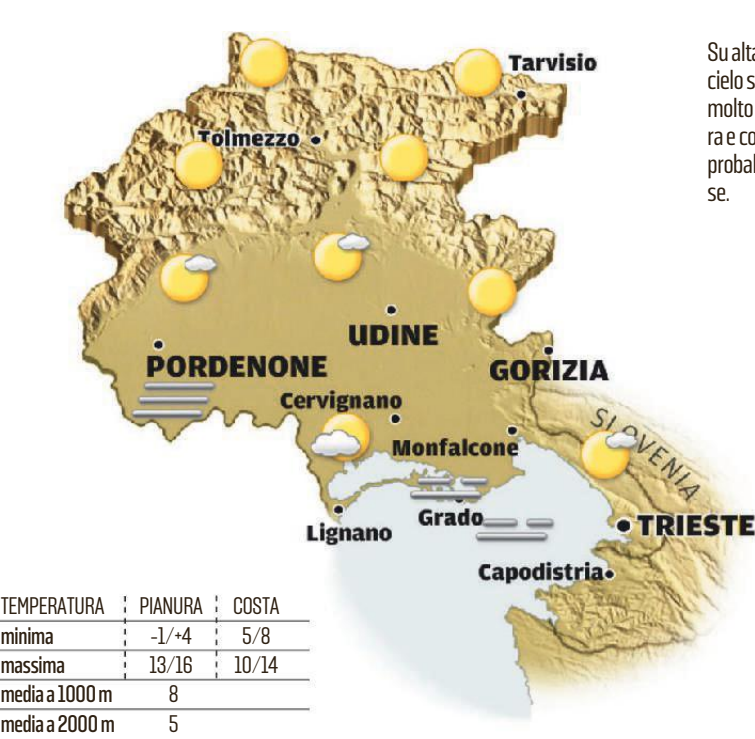 Tarvisio
Tolmezzo
UDINE
PORDENONE
GORIZIA
Cervignano
SLOVENIA
Monfalcone
Grado
Lignano
TRIESTE
Capodistria
Su alta
cielo s
molto
ra e co
se.
TEMPERATURA PIANURA COSTA
minima -1/+4 5/8
massima 13/16 10/14
media a 1000 m 8
media a 2000 m 5